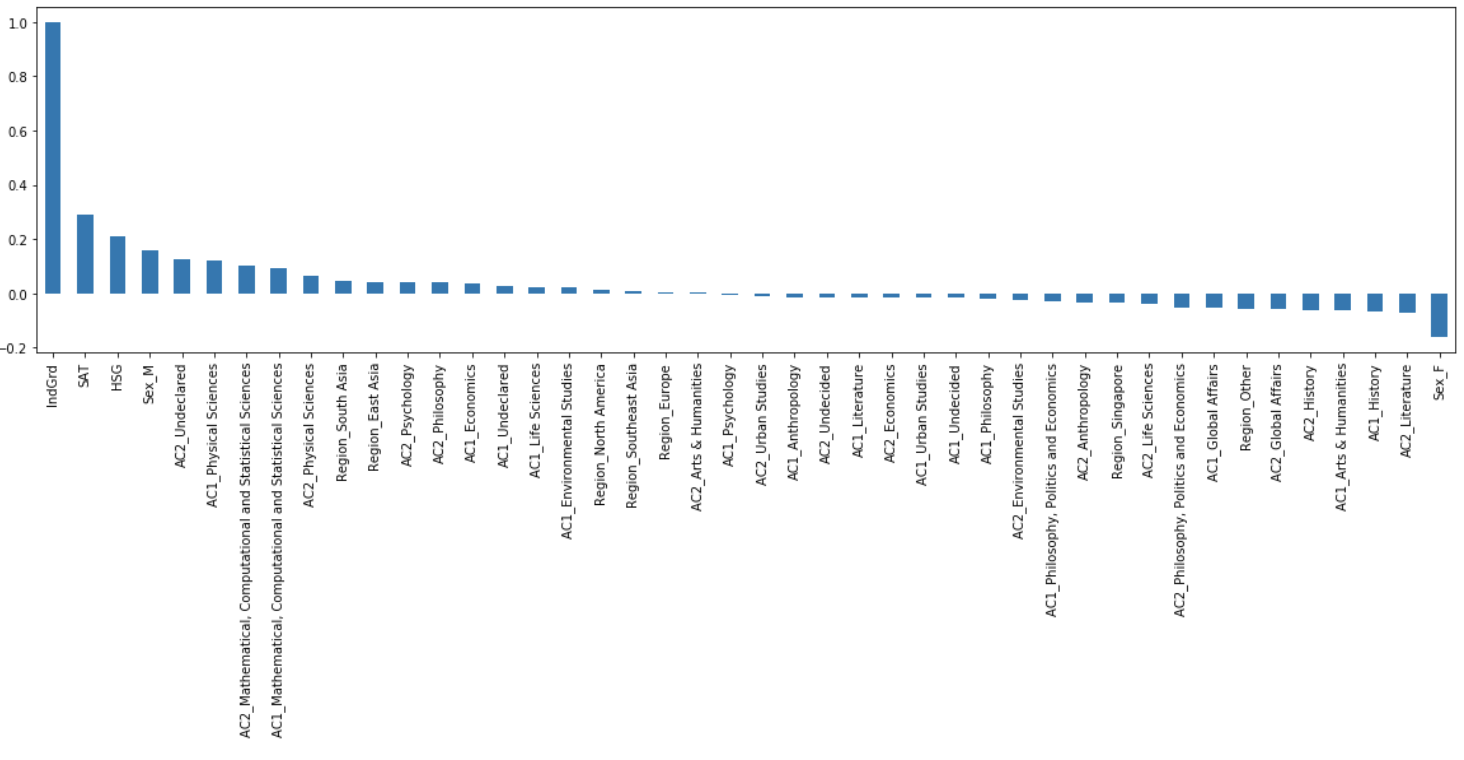 1.0
0.8
0.6
0.4
0.2
0.0
−0.2
IndGrd
SAT
HSG
Sex_M
AC2_Undeclared
AC1_Physical Sciences
AC2_Mathematical, Computational and Statistical Sciences
AC1_Mathematical, Computational and Statistical Sciences
AC2_Physical Sciences
Region_South Asia
Region_East Asia
AC2_Psychology
AC2_Philosophy
AC1_Economics
AC1_Undeclared
AC1_Life Sciences
AC1_Environmental Studies
Region_North America
Region_Southeast Asia
Region_Europe
AC2_Arts & Humanities
AC1_Psychology
AC2_Urban Studies
AC1_Anthropology
AC2_Undecided
AC1_Literature
AC2_Economics
AC1_Urban Studies
AC1_Undecided
AC1_Philosophy
AC2_Environmental Studies
AC1_Philosophy, Politics and Economics
AC2_Anthropology
Region_Singapore
AC2_Life Sciences
AC2_Philosophy, Politics and Economics
AC1_Global Affairs
Region_Other
AC2_Global Affairs
AC2_History
AC1_Arts & Humanities
AC1_History
AC2_Literature
Sex_F